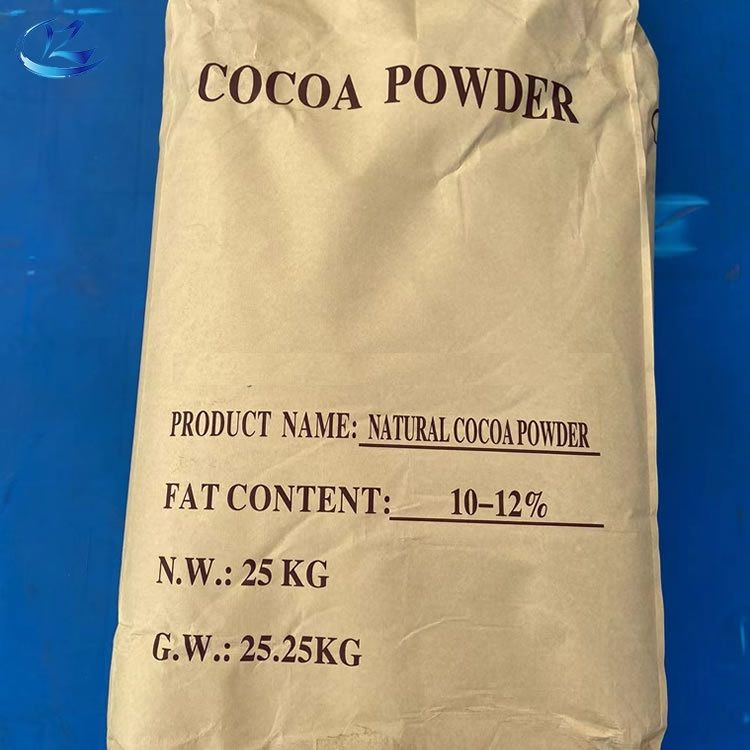 COCOA POWDER
PRODUCT NAME: NATURAL COCOA POWDER
FAT CONTENT: 10-12%
N.W.: 25 KG
G.W.: 25.25KG